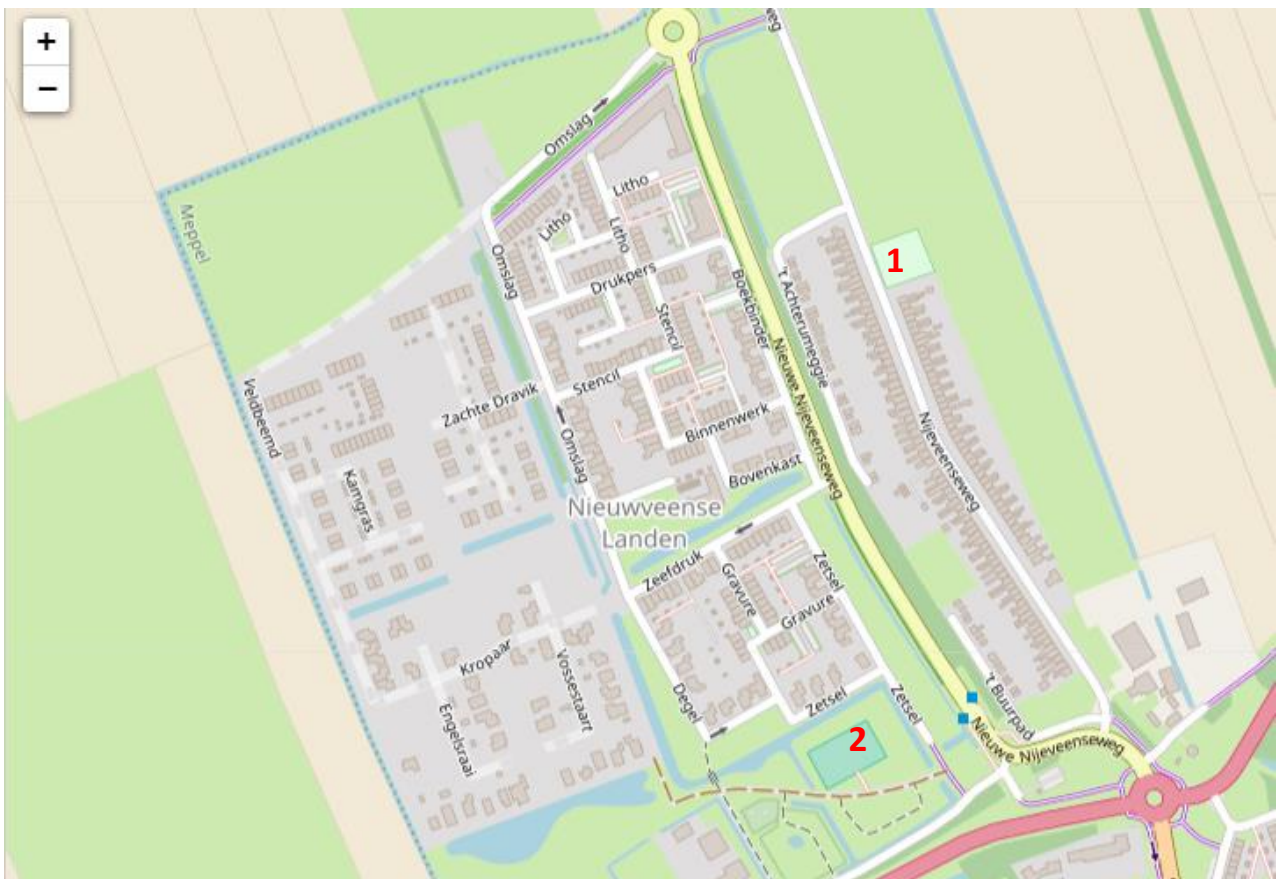 +
−
weg
Omslag
Litho
Litho
Litho
Meppel
Omslag
Drukpers
Boekbinder
't Achterumeggie
1
Stencil
Nieuwe Nijeveenseweg
Stencil
Zachte Dravik
Veldbeemd
Omslag
Binnenwerk
Nijeveenseweg
Bovenkast
Kamgras
Nieuwveense
Landen
Zeefdruk
Zetsel
Gravure
Gravure
Kropaar
Vossestaart
Degel
Zetsel
Zetsel
't Buurpad
Engelsraai
2
Nieuwe Nijeveenseweg